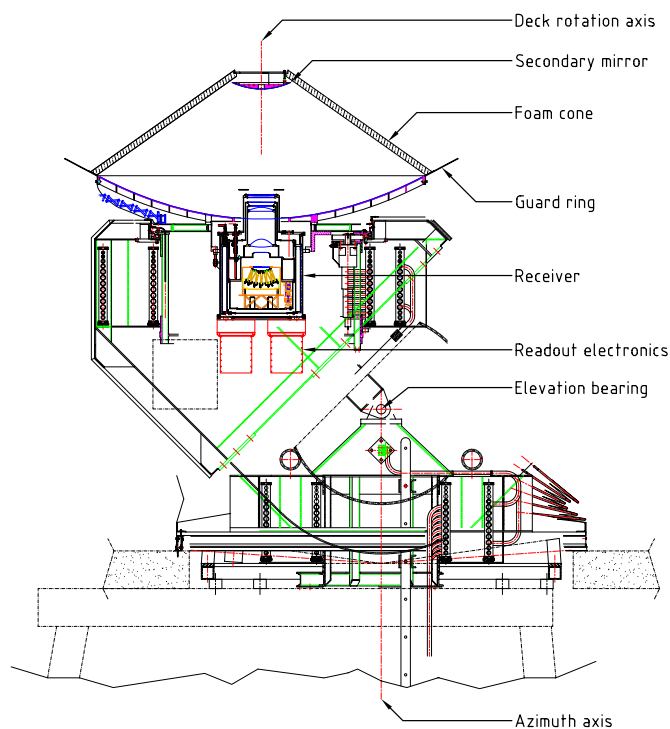 Deck rotation axis
Secondary mirror
Foam cone
Guard ring
Receiver
Readout electronics
Elevation bearing
Azimuth axis